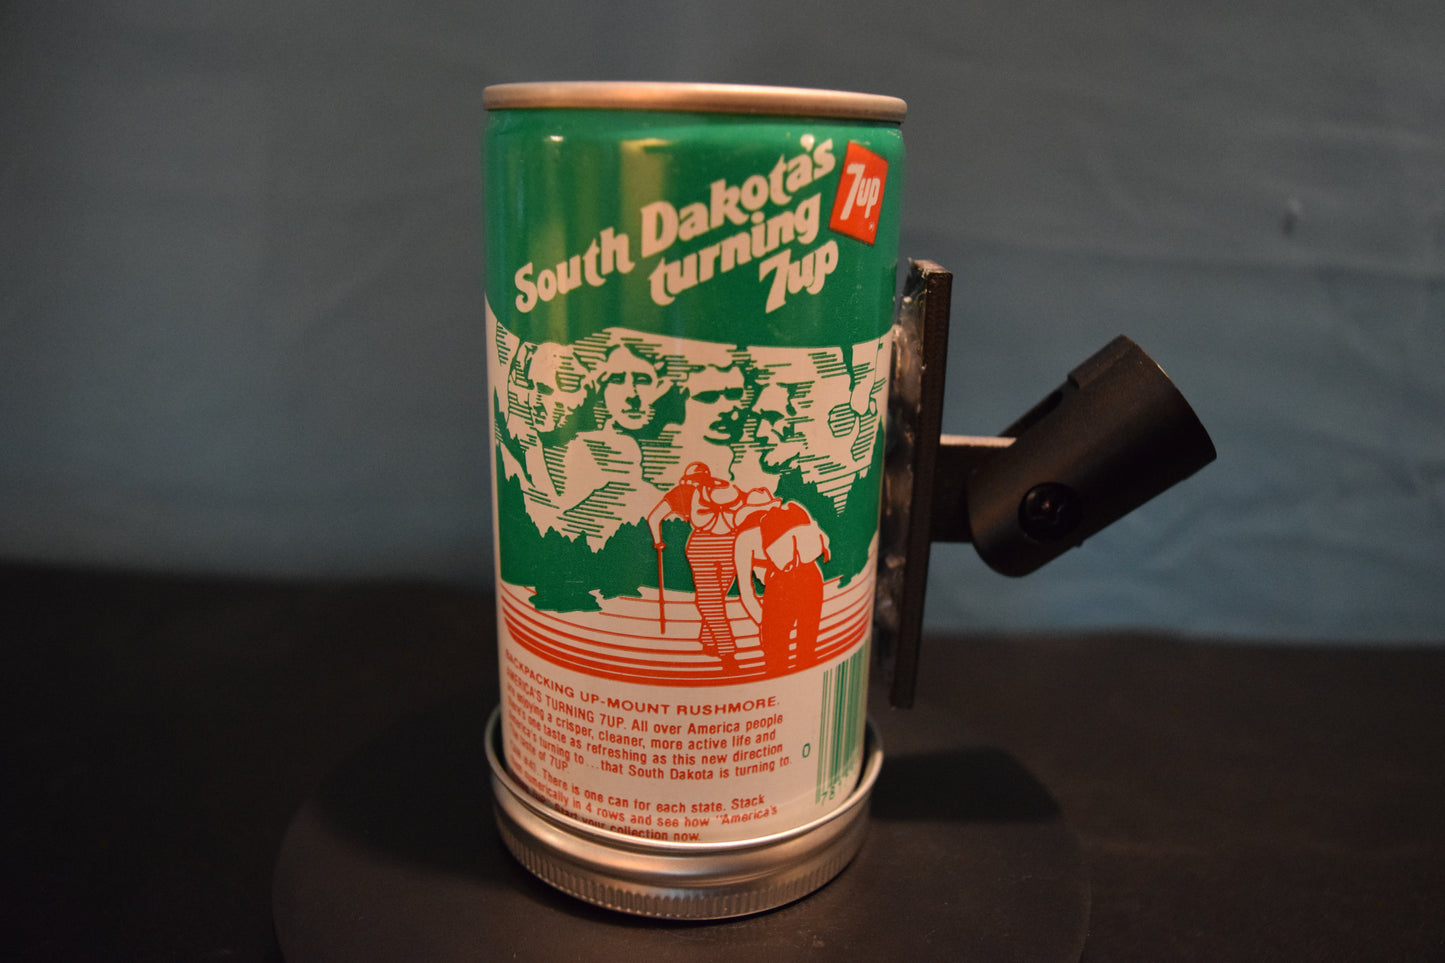 South Dakota's
turning
7up
7up
BACKPACKING UP-MOUNT RUSHMORE.
AMERICA'S TURNING 7UP. All over America people
are enjoying a crisper, cleaner, more active life and
there's one taste as refreshing as this new direction
America's turning to...that South Dakota is turning to.
The taste of 7UP.
There is one can for each state. Stack
numerically in 4 rows and see how "America's
Start your collection now.
0